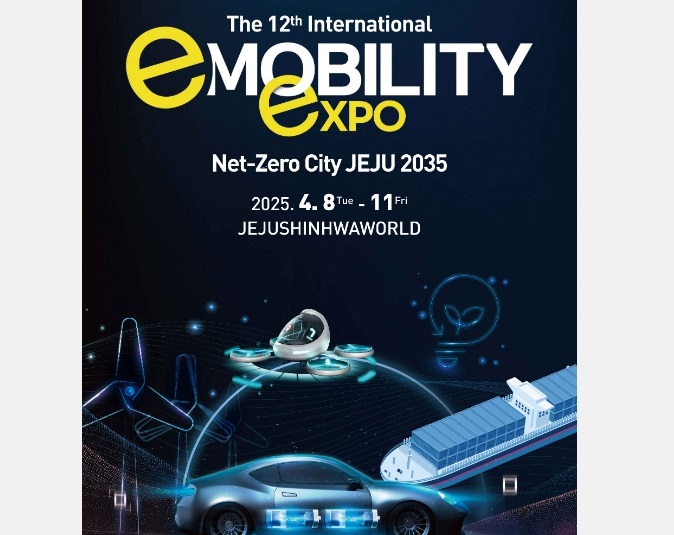 The 12th International
eMOBILITY
eXPO
Net-Zero City JEJU 2035
2025. 4. 8 Tue - 11 Fri
JEJUSHINHWAWORLD